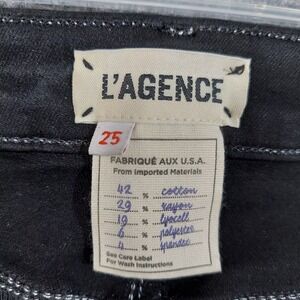 L'AGENCE
25
FABRIQUÉ AUX U.S.A.
From Imported Materials
42 % cotton
29 % rayon
19 % lyocell
6 % polyester
4 % spandex
See Care Label
For Wash Instructions